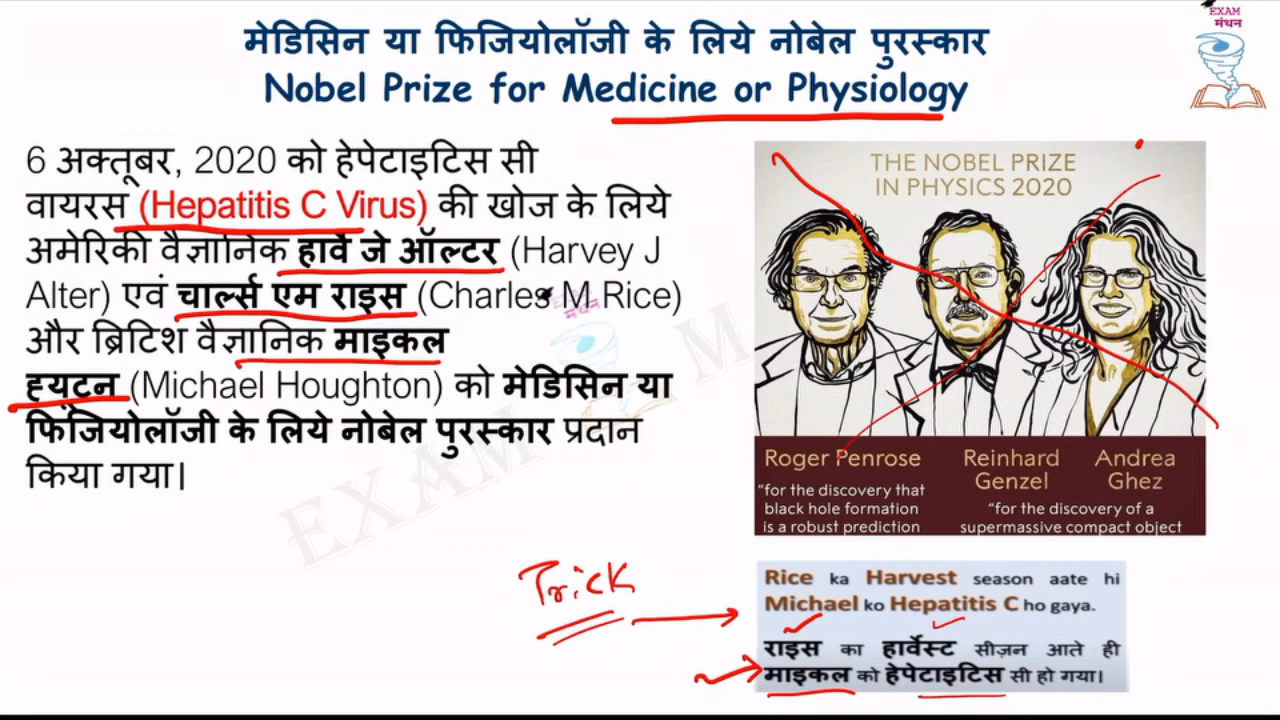 EXAM
मंथन
मेडिसिन या फिजियोलॉजी के लिये नोबेल पुरस्कार
Nobel Prize for Medicine or Physiology
6 अक्तूबर, 2020 को हेपेटाइटिस सी
वायरस (Hepatitis C Virus) की खोज के लिये
अमेरिकी वैज्ञानिक हार्वे जे ऑल्टर (Harvey J
Alter) एवं चार्ल्स एम राइस (Charles M Rice)
और ब्रिटिश वैज्ञानिक माइकल
ह्यूटन (Michael Houghton) को मेडिसिन या
फिजियोलॉजी के लिये नोबेल पुरस्कार प्रदान
किया गया।
THE NOBEL PRIZE
IN PHYSICS 2020
Roger Penrose
"for the discovery that
black hole formation
is a robust prediction
Reinhard
Genzel
Andrea
Ghez
"for the discovery of a
supermassive compact object
मंथन
EXAM M
Trick
Rice ka Harvest season aate hi
Michael ko Hepatitis C ho gaya.
राइस का हार्वेस्ट सीज़न आते ही
माइकल को हेपेटाइटिस सी हो गया।